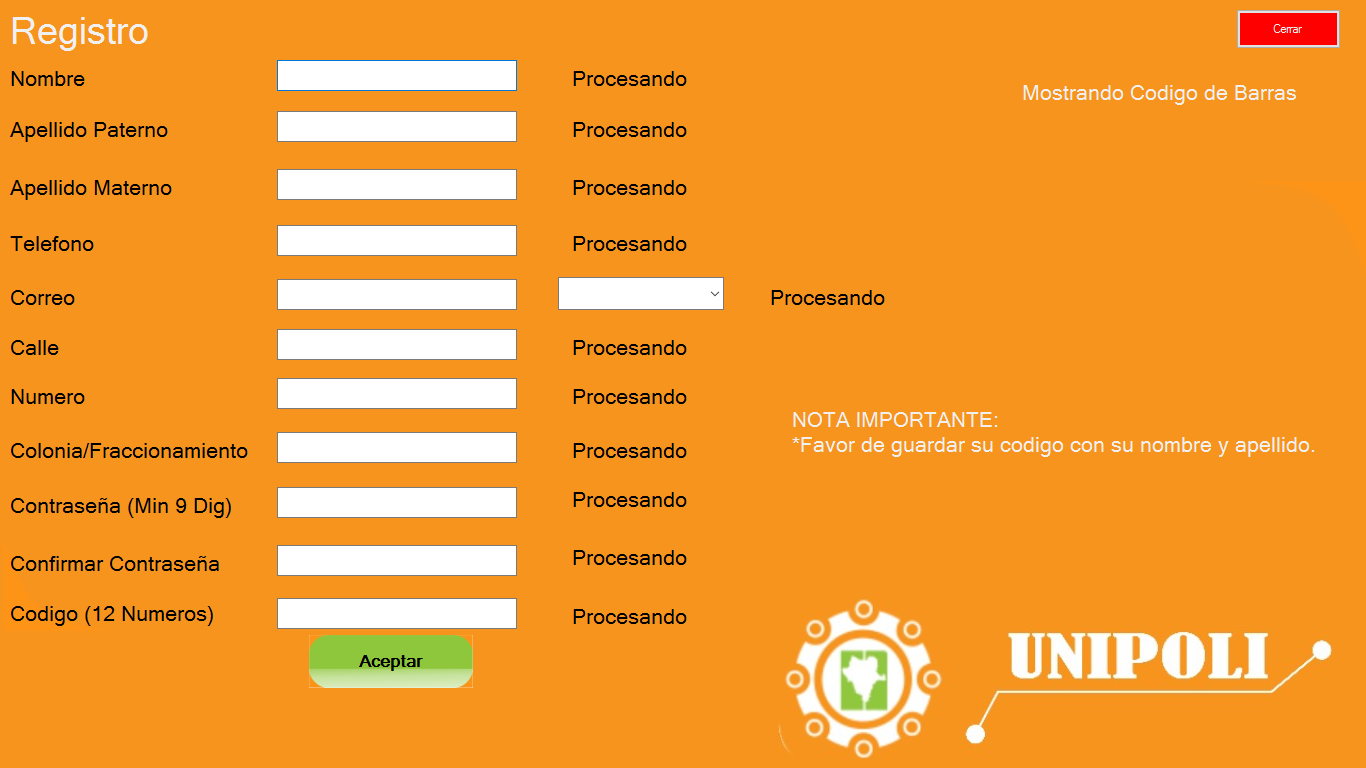 Registro
Cerrar
Nombre
Procesando
Mostrando Codigo de Barras
Apellido Paterno
Procesando
Apellido Materno
Procesando
Telefono
Procesando
Correo
Procesando
Calle
Procesando
Numero
Procesando
NOTA IMPORTANTE:
*Favor de guardar su codigo con su nombre y apellido.
Colonia/Fraccionamiento
Procesando
Contraseña (Min 9 Dig)
Procesando
Confirmar Contraseña
Procesando
Codigo (12 Numeros)
Procesando
Aceptar
UNIPOLI